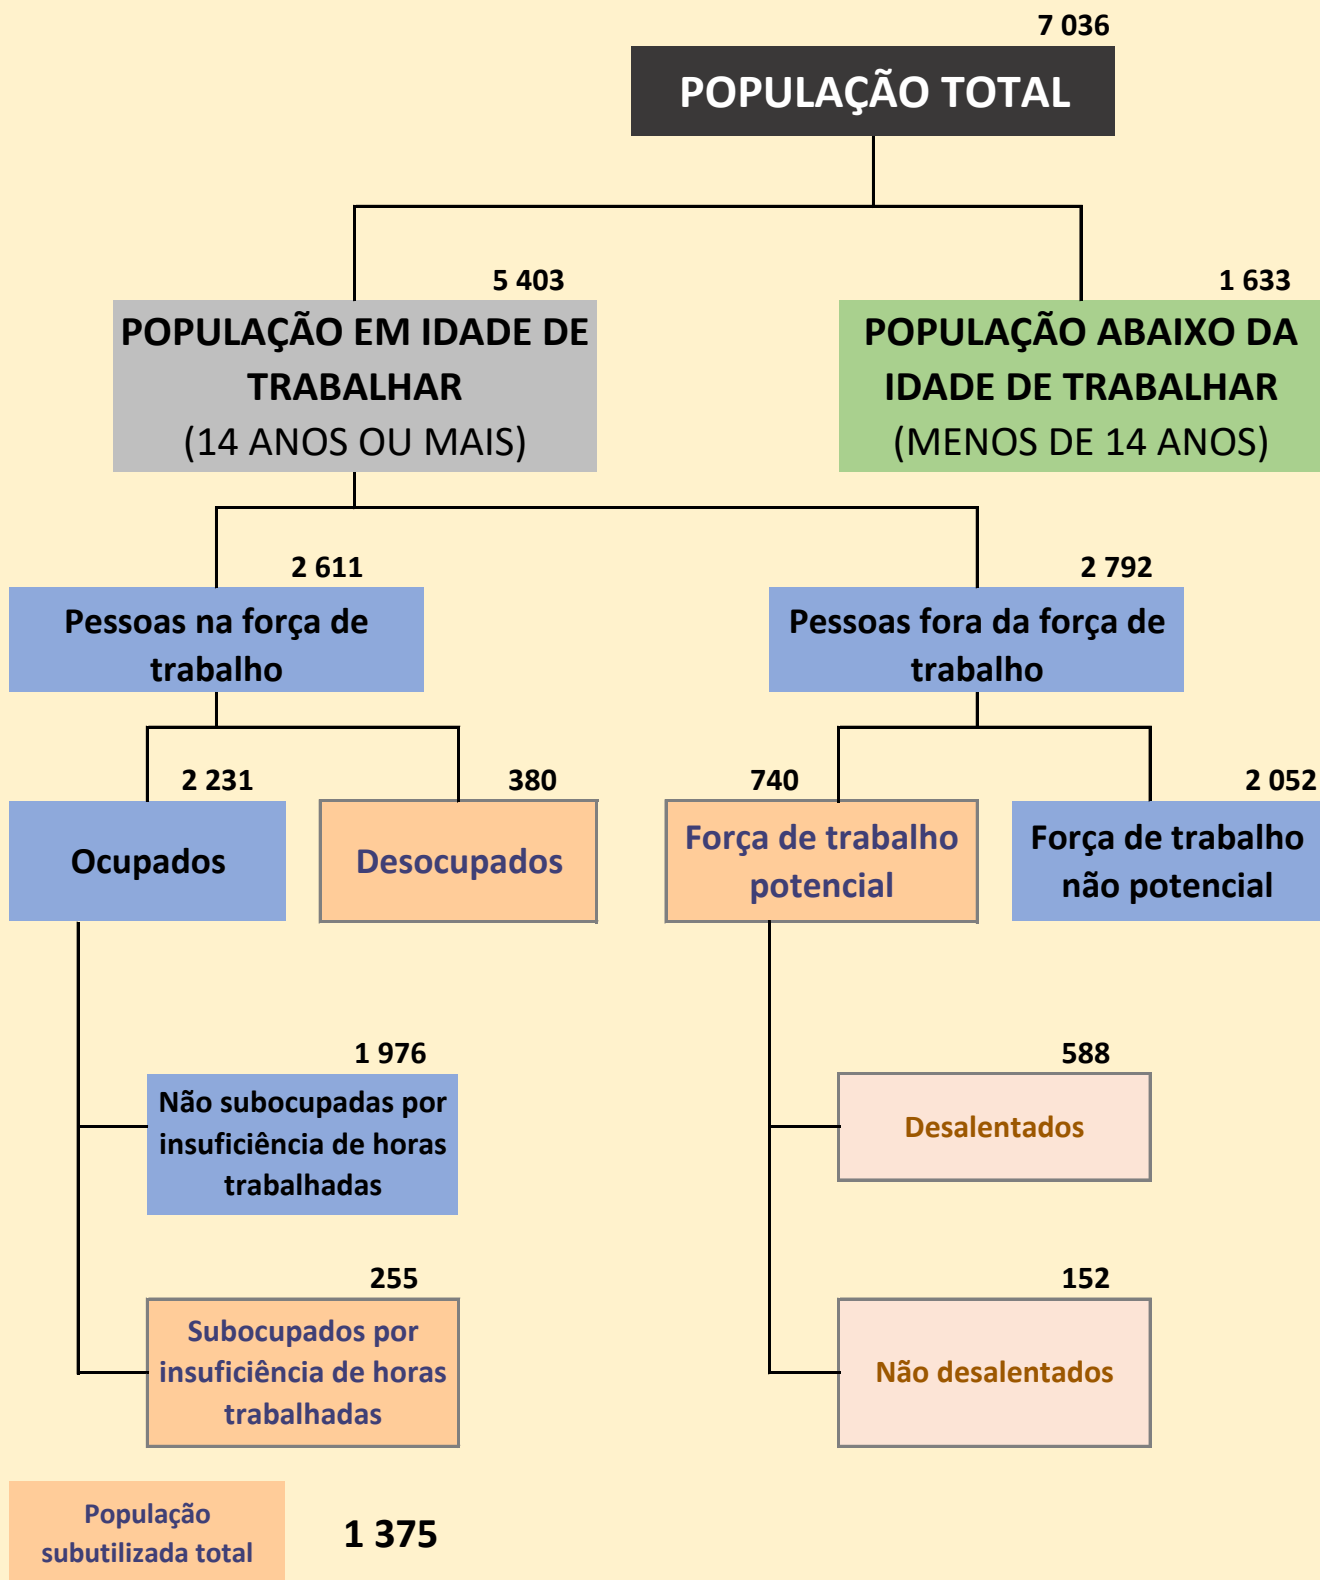 7 036
POPULAÇÃO TOTAL
5 403
POPULAÇÃO EM IDADE DE
TRABALHAR
(14 ANOS OU MAIS)
1 633
POPULAÇÃO ABAIXO DA
IDADE DE TRABALHAR
(MENOS DE 14 ANOS)
2 611
Pessoas na força de
trabalho
2 792
Pessoas fora da força de
trabalho
2 231
Ocupados
380
Desocupados
740
Força de trabalho
potencial
2 052
Força de trabalho
não potencial
1 976
Não subocupadas por
insuficiência de horas
trabalhadas
588
Desalentados
255
Subocupados por
insuficiência de horas
trabalhadas
152
Não desalentados
População
subutilizada total
1 375